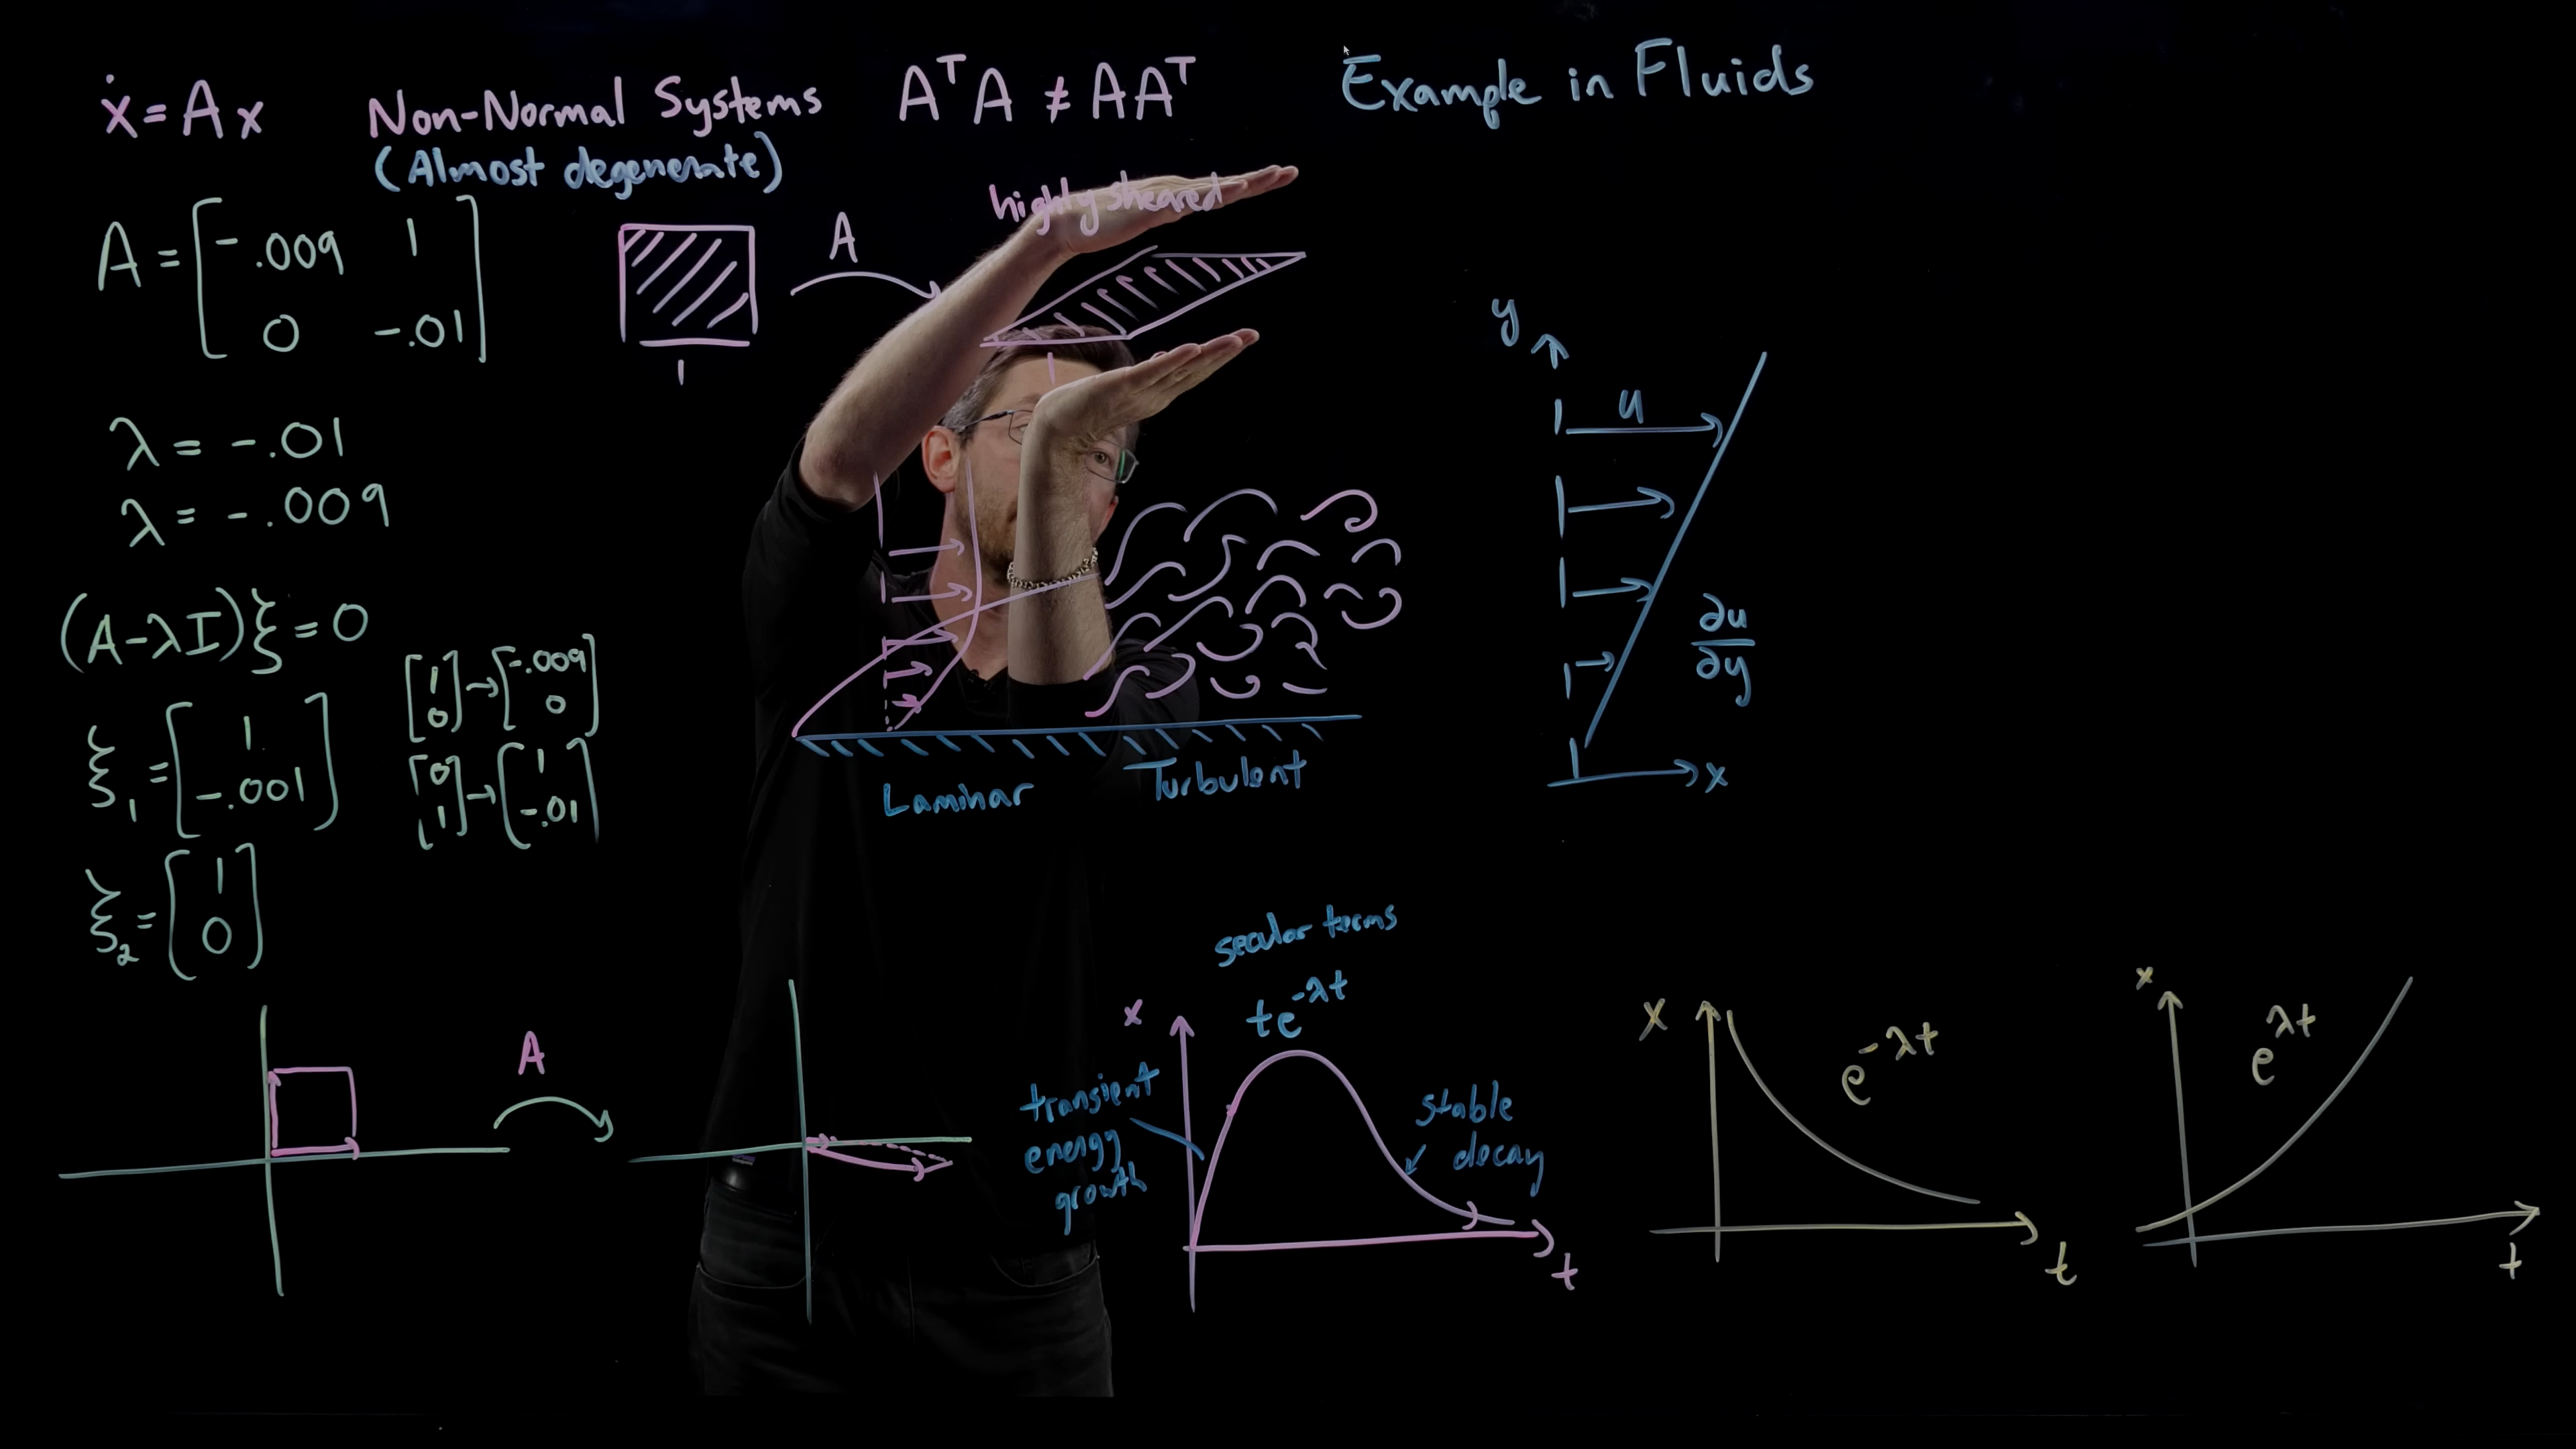 ẋ = Ax
Non-Normal Systems
(Almost degenerate)
AᵀA ≠ AAᵀ
Example in Fluids
A = [-.009 1
0 -.01]
λ = -.01
λ = -.009
(A-λI)ξ = 0
ξ₁ = [1
-.001]
[1 0] → [-.009 0]
[0 1] → [1 -.01]
ξ₂ = [1
0]
A
highly sheared
1
1
Laminar
Turbulent
y
u
∂u
∂y
x
A
secular terms
te^-λt
x
transient
energy
growth
stable
decay
t
x
e^-λt
t
x
e^λt
t